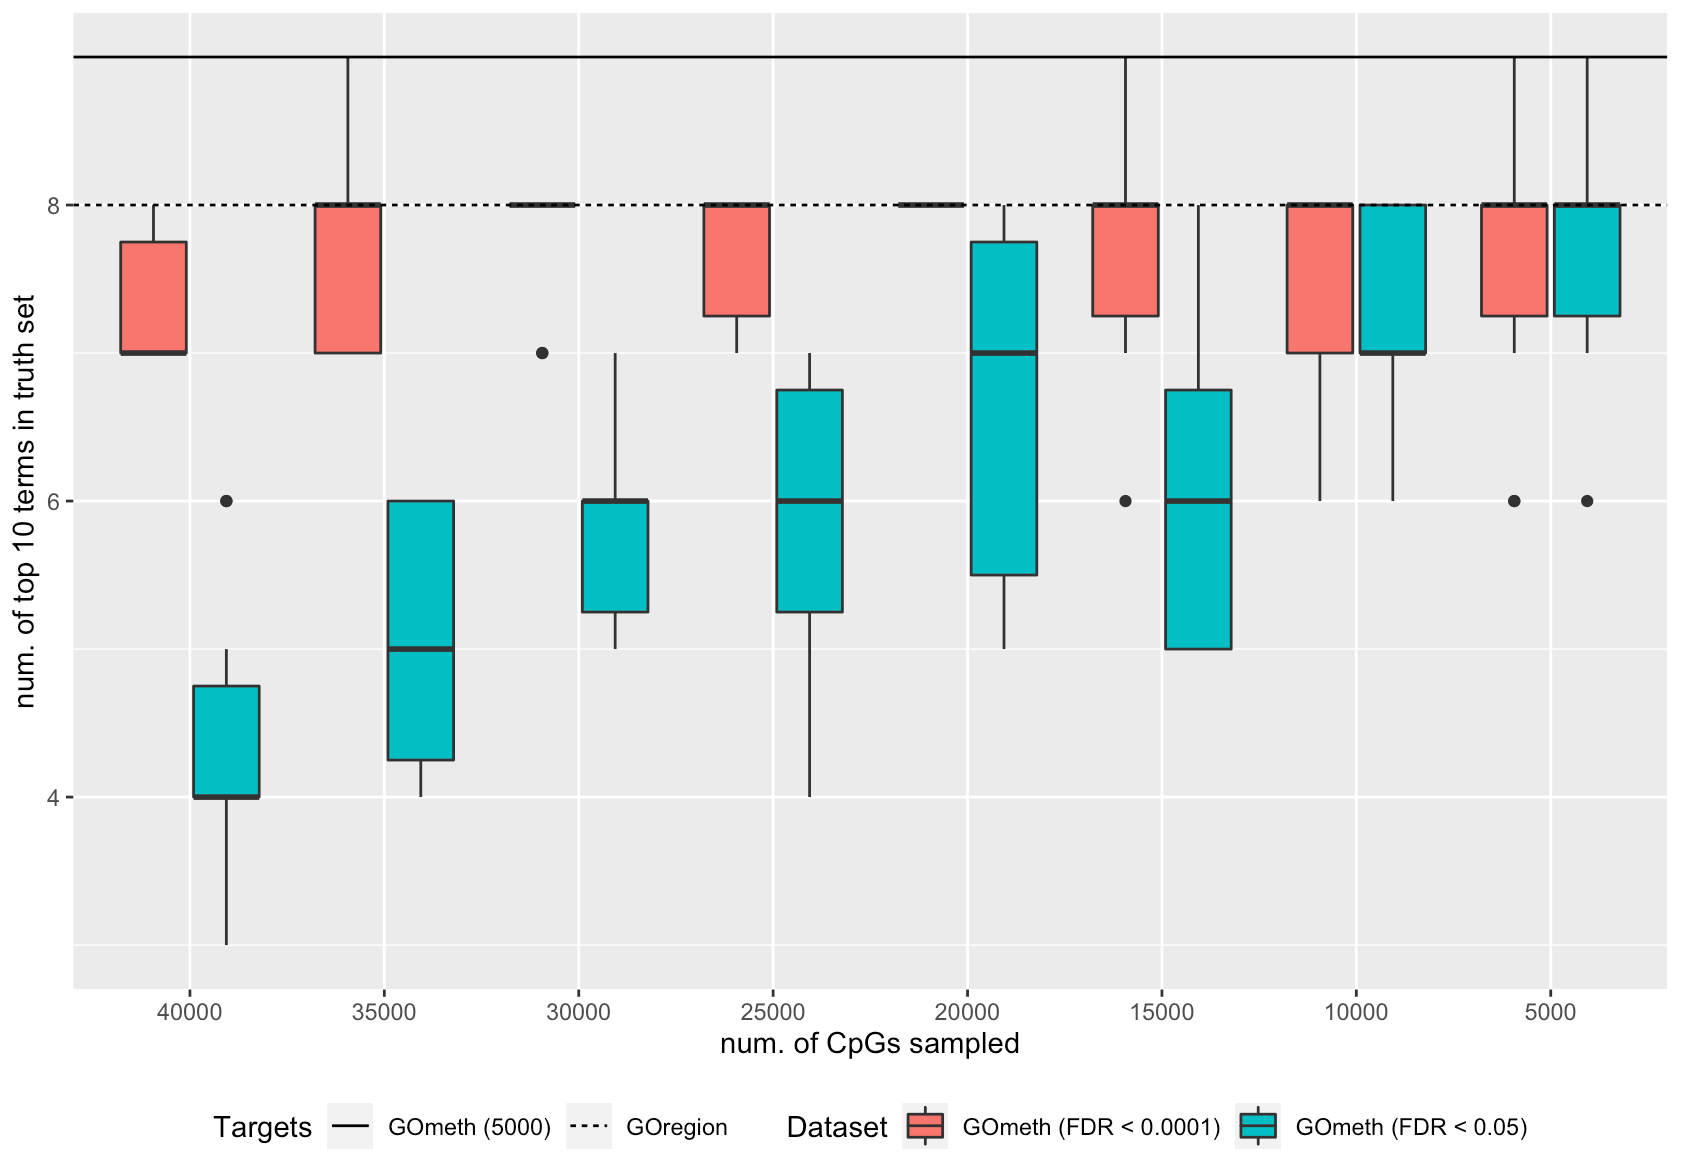 num. of top 10 terms in truth set
8
6
4
40000 35000 30000 25000 20000 15000 10000 5000
num. of CpGs sampled
Targets GOmeth (5000) GOregion Dataset GOmeth (FDR < 0.0001) GOmeth (FDR < 0.05)